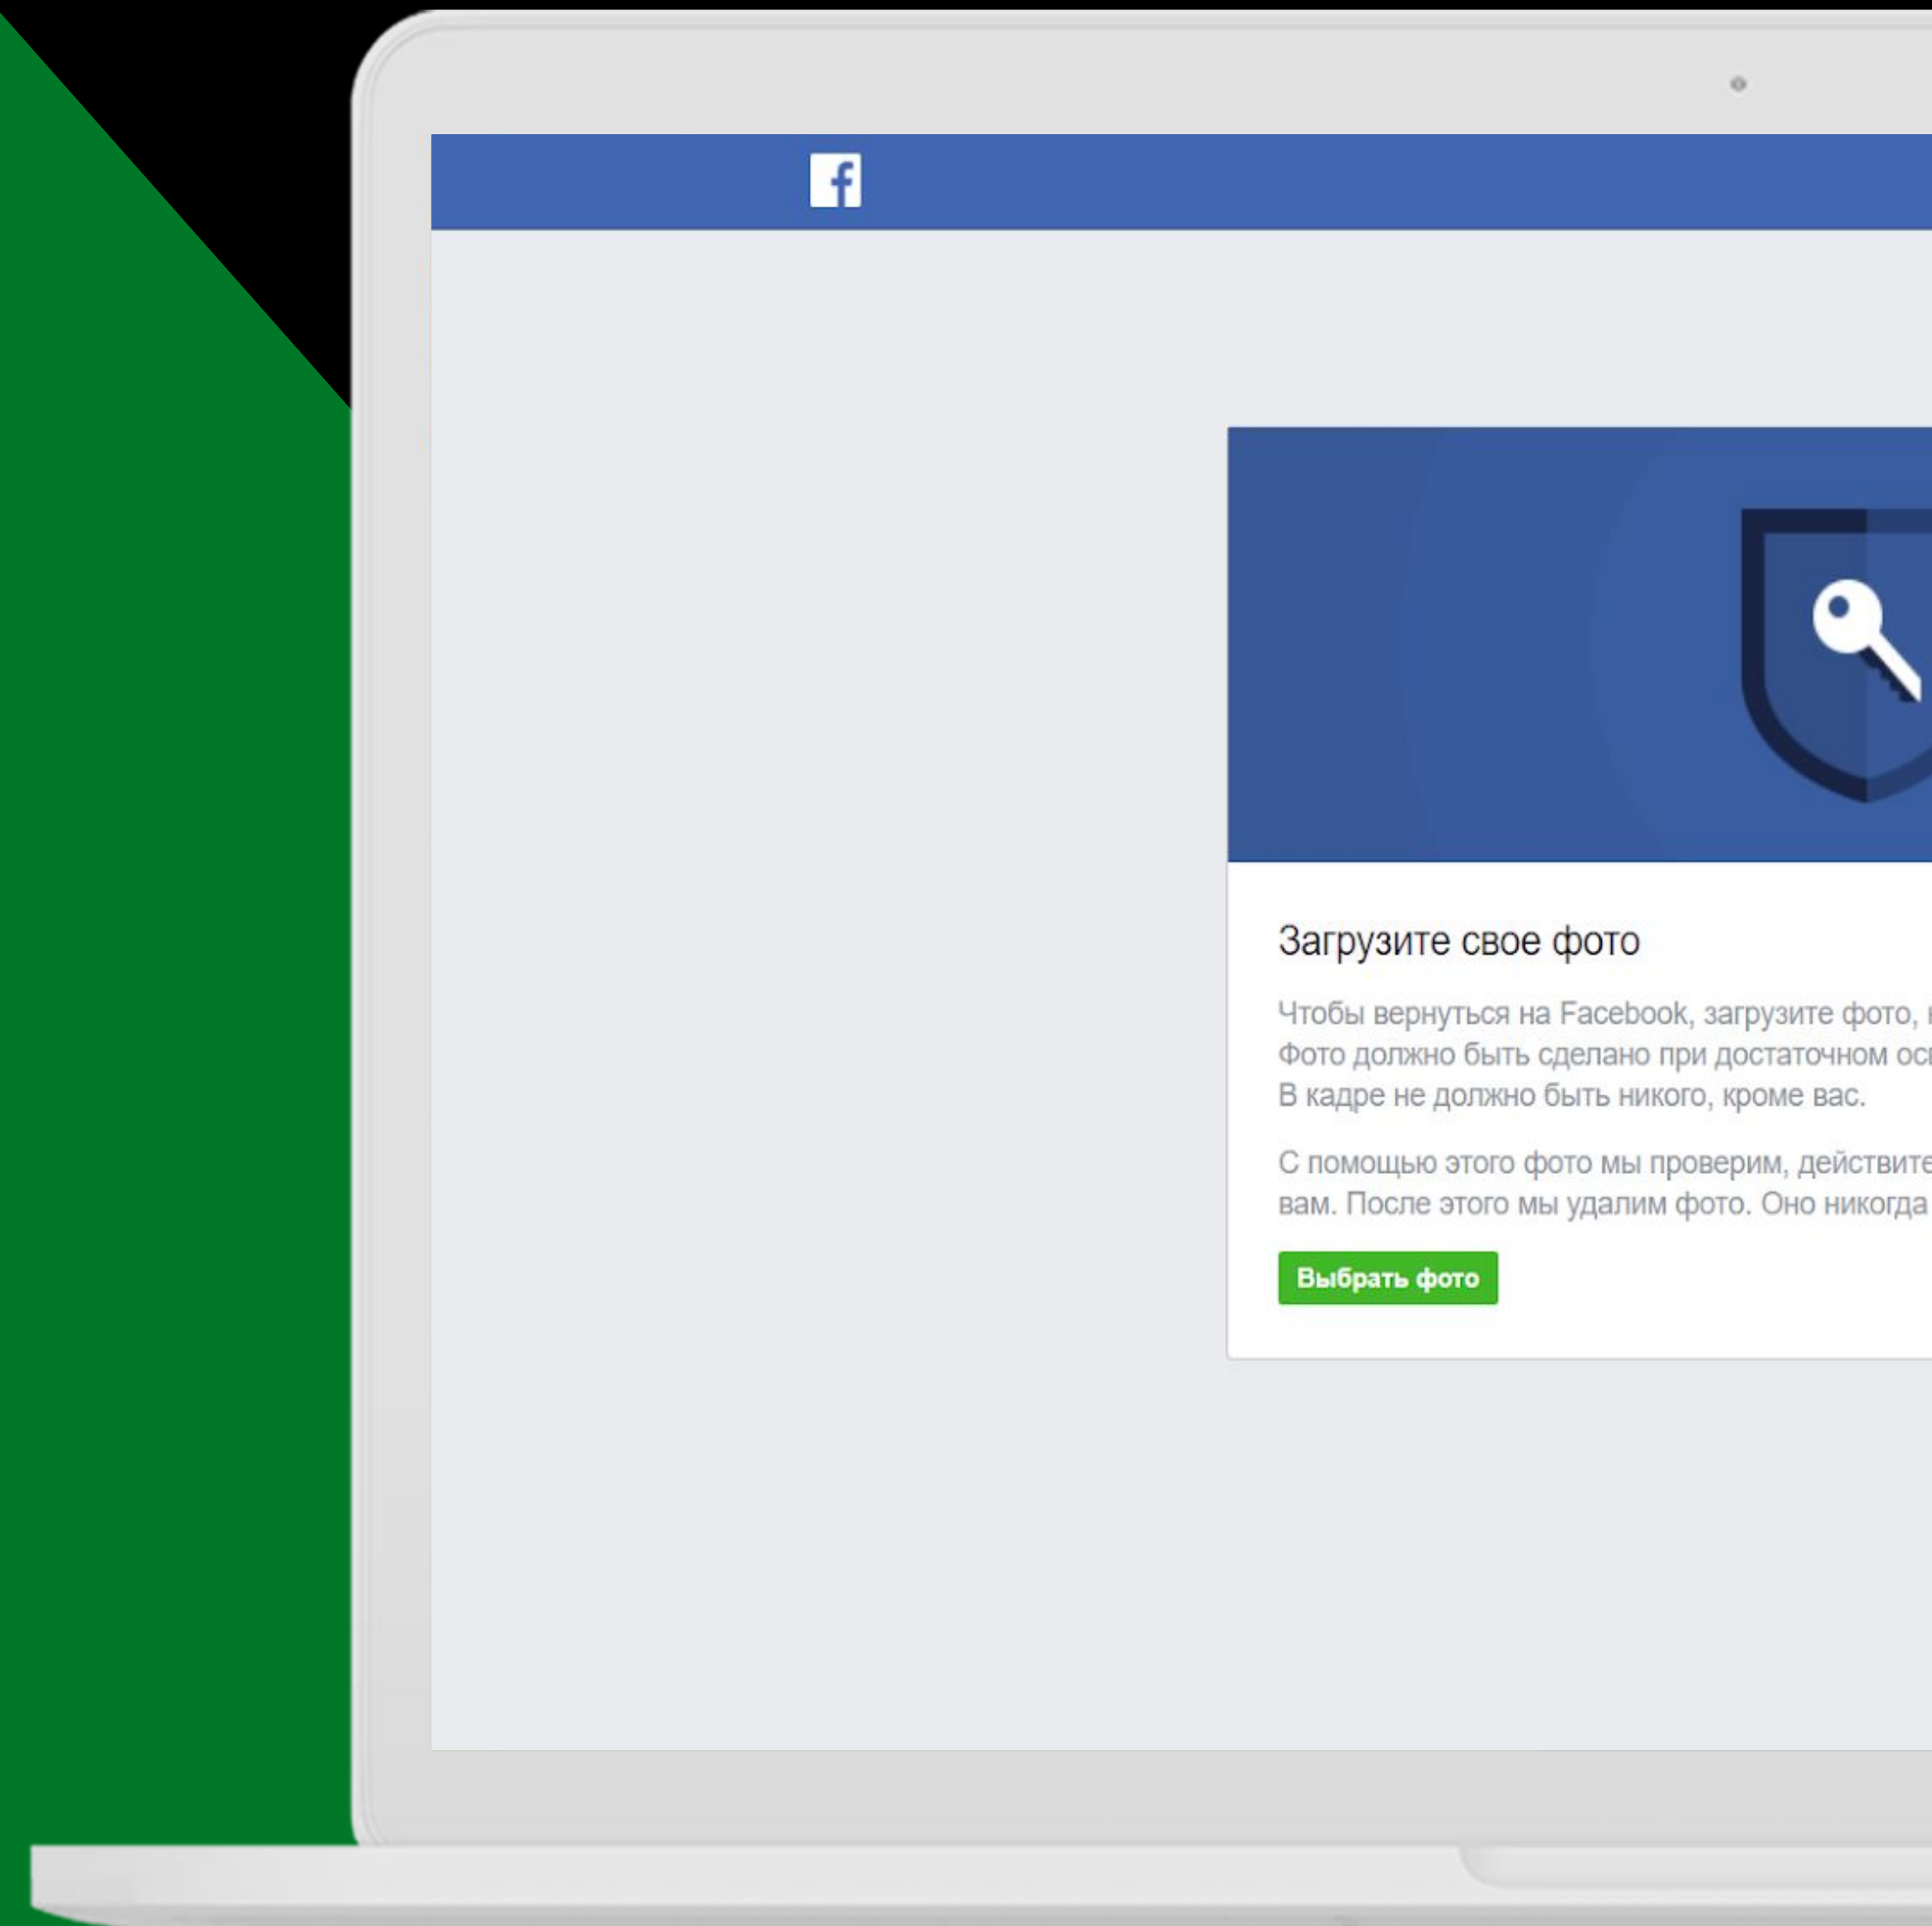 f
Загрузите свое фото
Чтобы вернуться на Facebook, загрузите фото,
Фото должно быть сделано при достаточном
В кадре не должно быть никого, кроме вас.
С помощью этого фото мы проверим,
вам. После этого мы удалим фото. Оно никогда
Выбрать фото